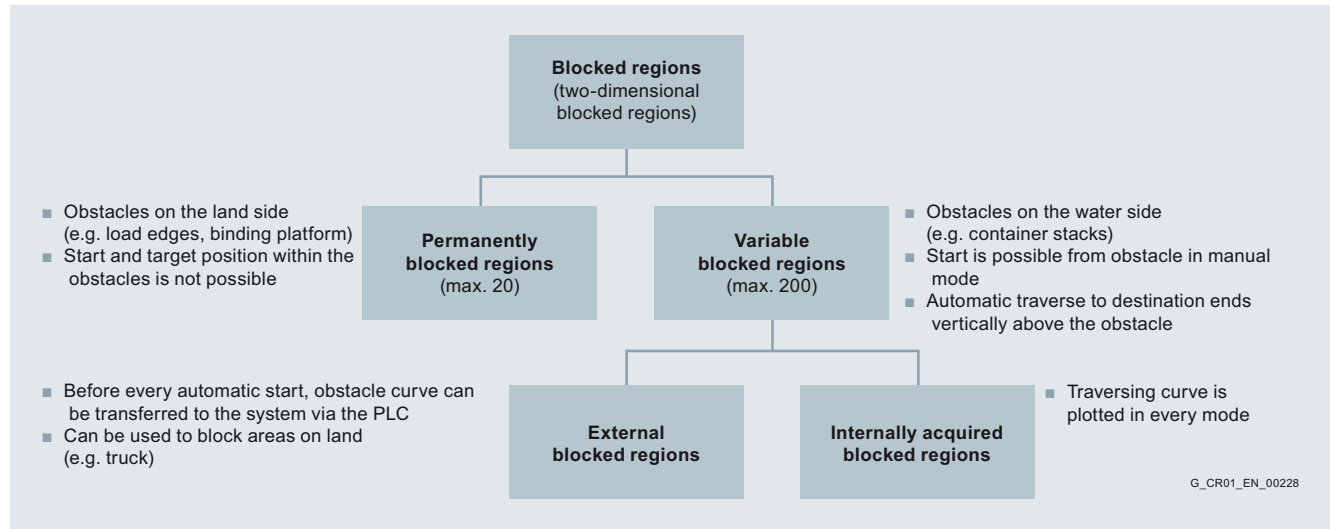 Blocked regions
(two-dimensional
blocked regions)
■ Obstacles on the land side
(e.g. load edges, binding platform)
■ Start and target position within the
obstacles is not possible
Permanently
blocked regions
(max. 20)
Variable
blocked regions
(max. 200)
■ Obstacles on the water side
(e.g. container stacks)
■ Start is possible from obstacle in manual
mode
■ Automatic traverse to destination ends
vertically above the obstacle
■ Before every automatic start, obstacle curve can
be transferred to the system via the PLC
■ Can be used to block areas on land
(e.g. truck)
External
blocked regions
Internally acquired
blocked regions
■ Traversing curve is
plotted in every mode
G_CR01_EN_00228